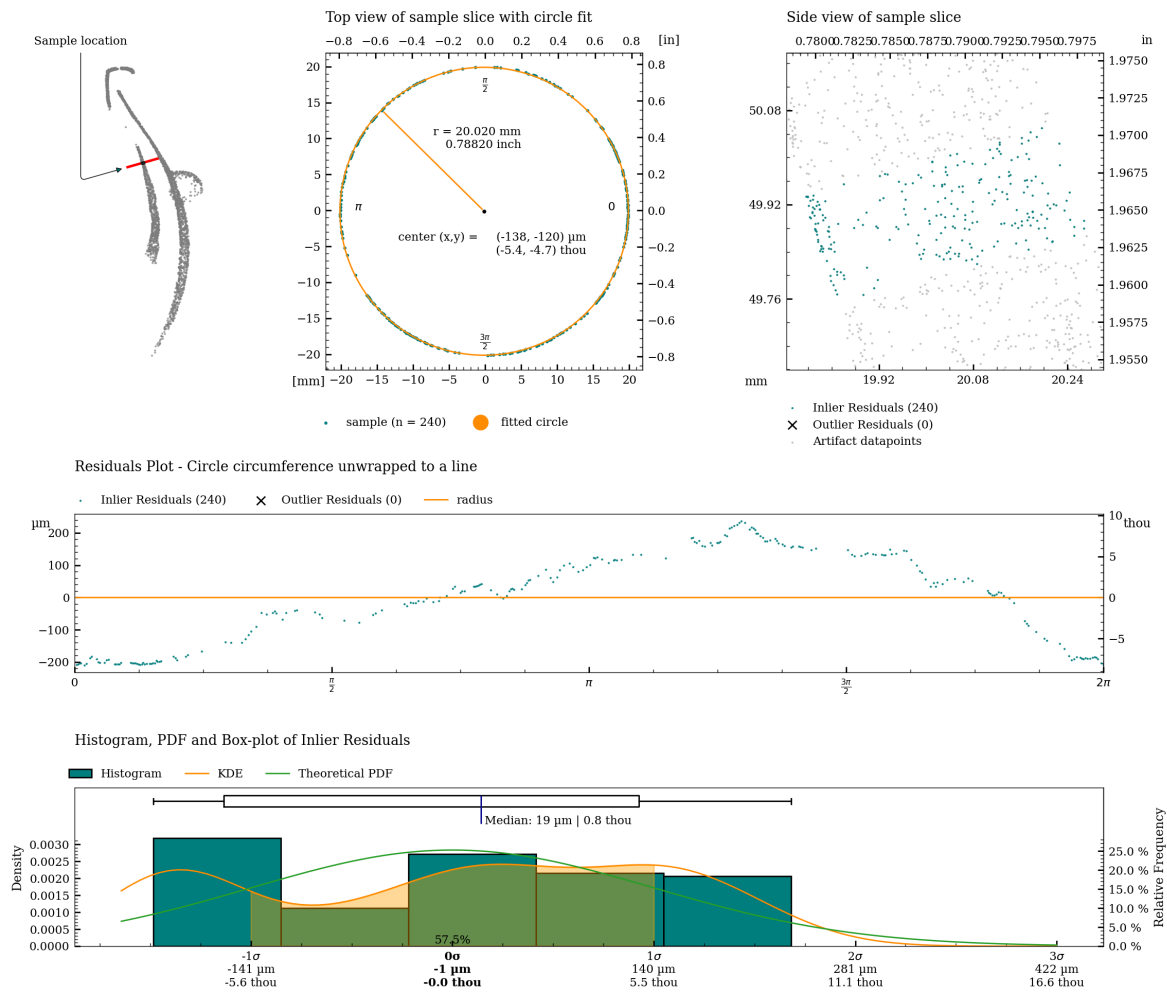 Sample location
Top view of sample slice with circle fit
−0.8 −0.6 −0.4 −0.2 0.0 0.2 0.4 0.6 0.8 [in]
20
15
10
5
0
−5
−10
−15
−20
0.8
0.6
0.4
0.2
0.0
−0.2
−0.4
−0.6
−0.8
π/2
r = 20.020 mm
0.78820 inch
π
0
center (x,y) = (-138, -120) µm
(-5.4, -4.7) thou
3π/2
[mm] −20 −15 −10 −5 0 5 10 15 20
sample (n = 240) fitted circle
Side view of sample slice
0.7800 0.7825 0.7850 0.7875 0.7900 0.7925 0.7950 0.7975 in
50.08
49.92
49.76
1.9750
1.9725
1.9700
1.9675
1.9650
1.9625
1.9600
1.9575
1.9550
mm 19.92 20.08 20.24
Inlier Residuals (240)
Outlier Residuals (0)
Artifact datapoints
Residuals Plot - Circle circumference unwrapped to a line
Inlier Residuals (240) Outlier Residuals (0) radius
µm
200
100
0
−100
−200
10 thou
5
0
−5
0 π/2 π 3π/2 2π
Histogram, PDF and Box-plot of Inlier Residuals
Histogram KDE Theoretical PDF
Median: 19 µm | 0.8 thou
Density
0.0030
0.0025
0.0020
0.0015
0.0010
0.0005
0.0000
25.0 %
20.0 %
15.0 %
10.0 %
5.0 %
0.0 %
Relative Frequency
57.5%
-1σ 0σ 1σ 2σ 3σ
-141 µm -1 µm 140 µm 281 µm 422 µm
-5.6 thou -0.0 thou 5.5 thou 11.1 thou 16.6 thou